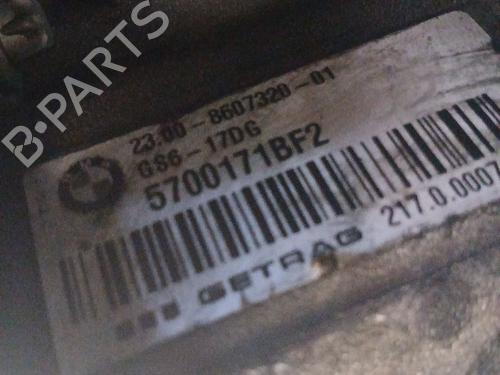 B-PARTS
23.00-8607320-01
GS6-17DG
5700171BF2
217.0.0007
GETRAG